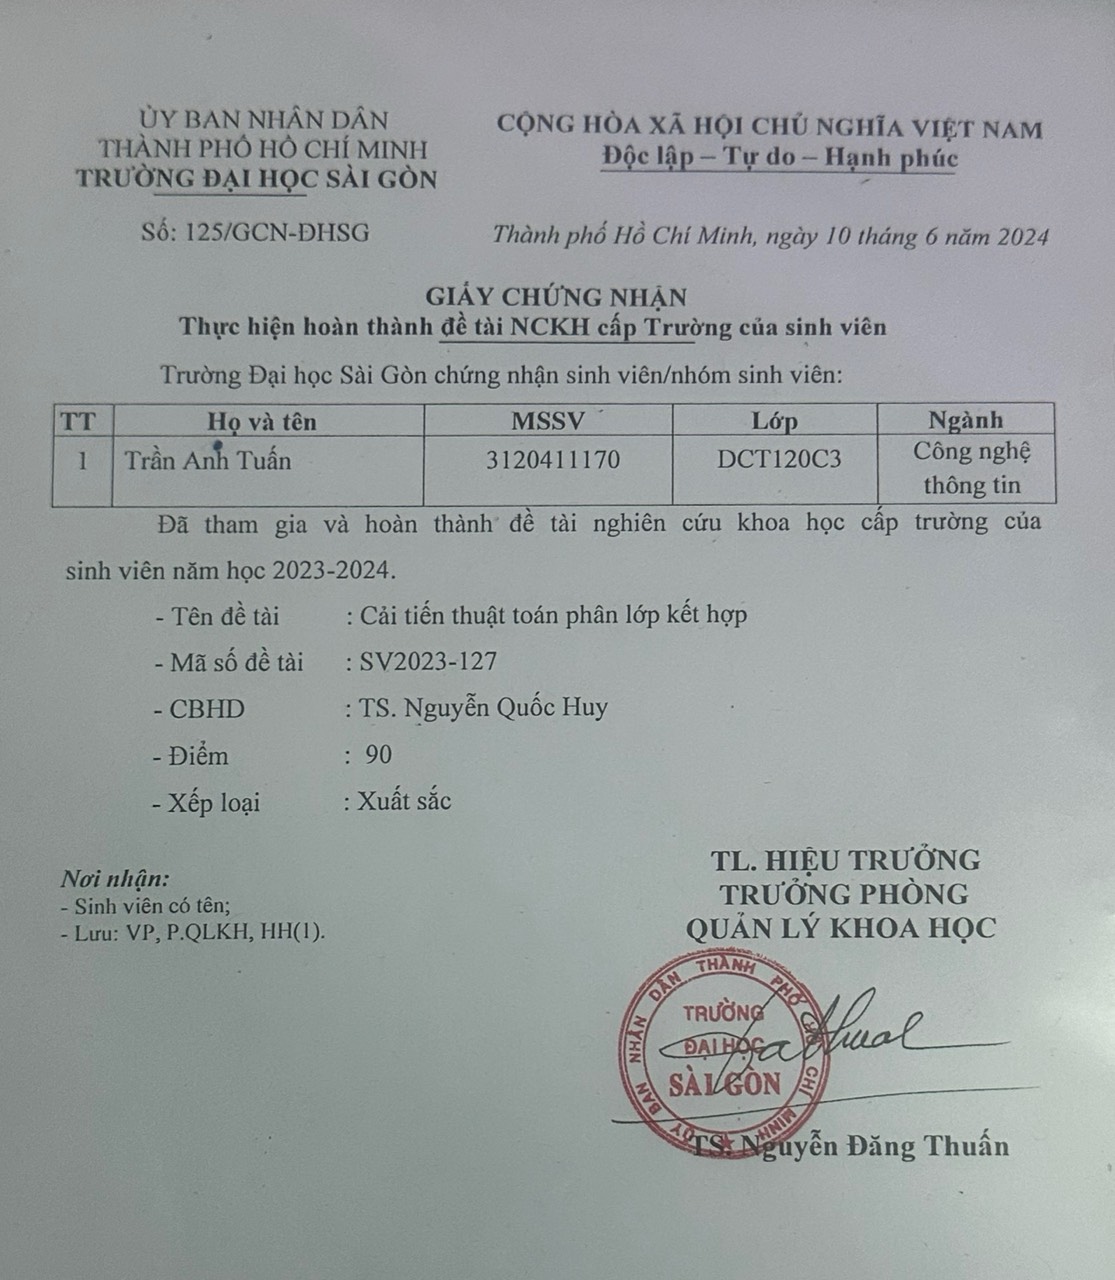 ỦY BAN NHÂN DÂN
THÀNH PHỐ HỒ CHÍ MINH
TRƯỜNG ĐẠI HỌC SÀI GÒN
Số: 125/GCN-ĐHSG
CỘNG HÒA XÃ HỘI CHỦ NGHĨA VIỆT NAM
Độc lập – Tự do – Hạnh phúc
Thành phố Hồ Chí Minh, ngày 10 tháng 6 năm 2024
GIẤY CHỨNG NHẬN
Thực hiện hoàn thành đề tài NCKH cấp Trường của sinh viên
Trường Đại học Sài Gòn chứng nhận sinh viên/nhóm sinh viên:
TT Họ và tên MSSV Lớp Ngành
1 Trần Anh Tuấn 3120411170 DCT120C3 Công nghệ
thông tin
Đã tham gia và hoàn thành đề tài nghiên cứu khoa học cấp trường của
sinh viên năm học 2023-2024.
- Tên đề tài : Cải tiến thuật toán phân lớp kết hợp
- Mã số đề tài : SV2023-127
- CBHD : TS. Nguyễn Quốc Huy
- Điểm : 90
- Xếp loại : Xuất sắc
Nơi nhận:
- Sinh viên có tên;
- Lưu: VP, P.QLKH, HH(1).
TL. HIỆU TRƯỞNG
TRƯỞNG PHÒNG
QUẢN LÝ KHOA HỌC
ỦY BAN NHÂN DÂN THÀNH PHỐ HỒ CHÍ MINH
TRƯỜNG
ĐẠI HỌC
SÀI GÒN
TS. Nguyễn Đăng Thuấn